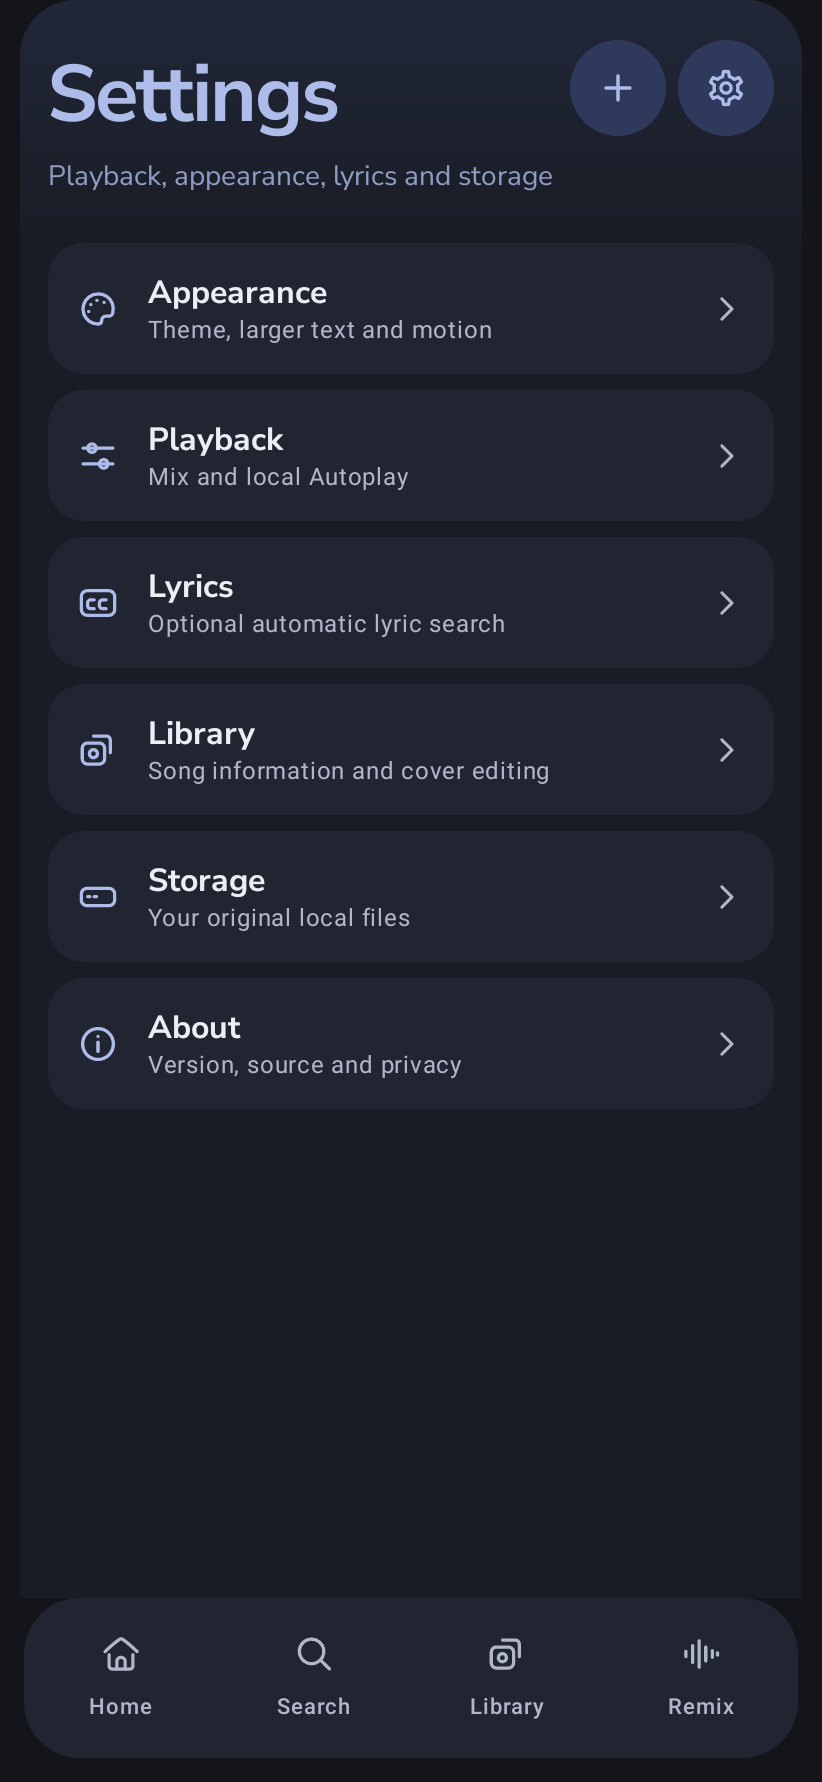 Settings
Playback, appearance, lyrics and storage
Appearance
Theme, larger text and motion
Playback
Mix and local Autoplay
Lyrics
Optional automatic lyric search
Library
Song information and cover editing
Storage
Your original local files
About
Version, source and privacy
Home
Search
Library
Remix